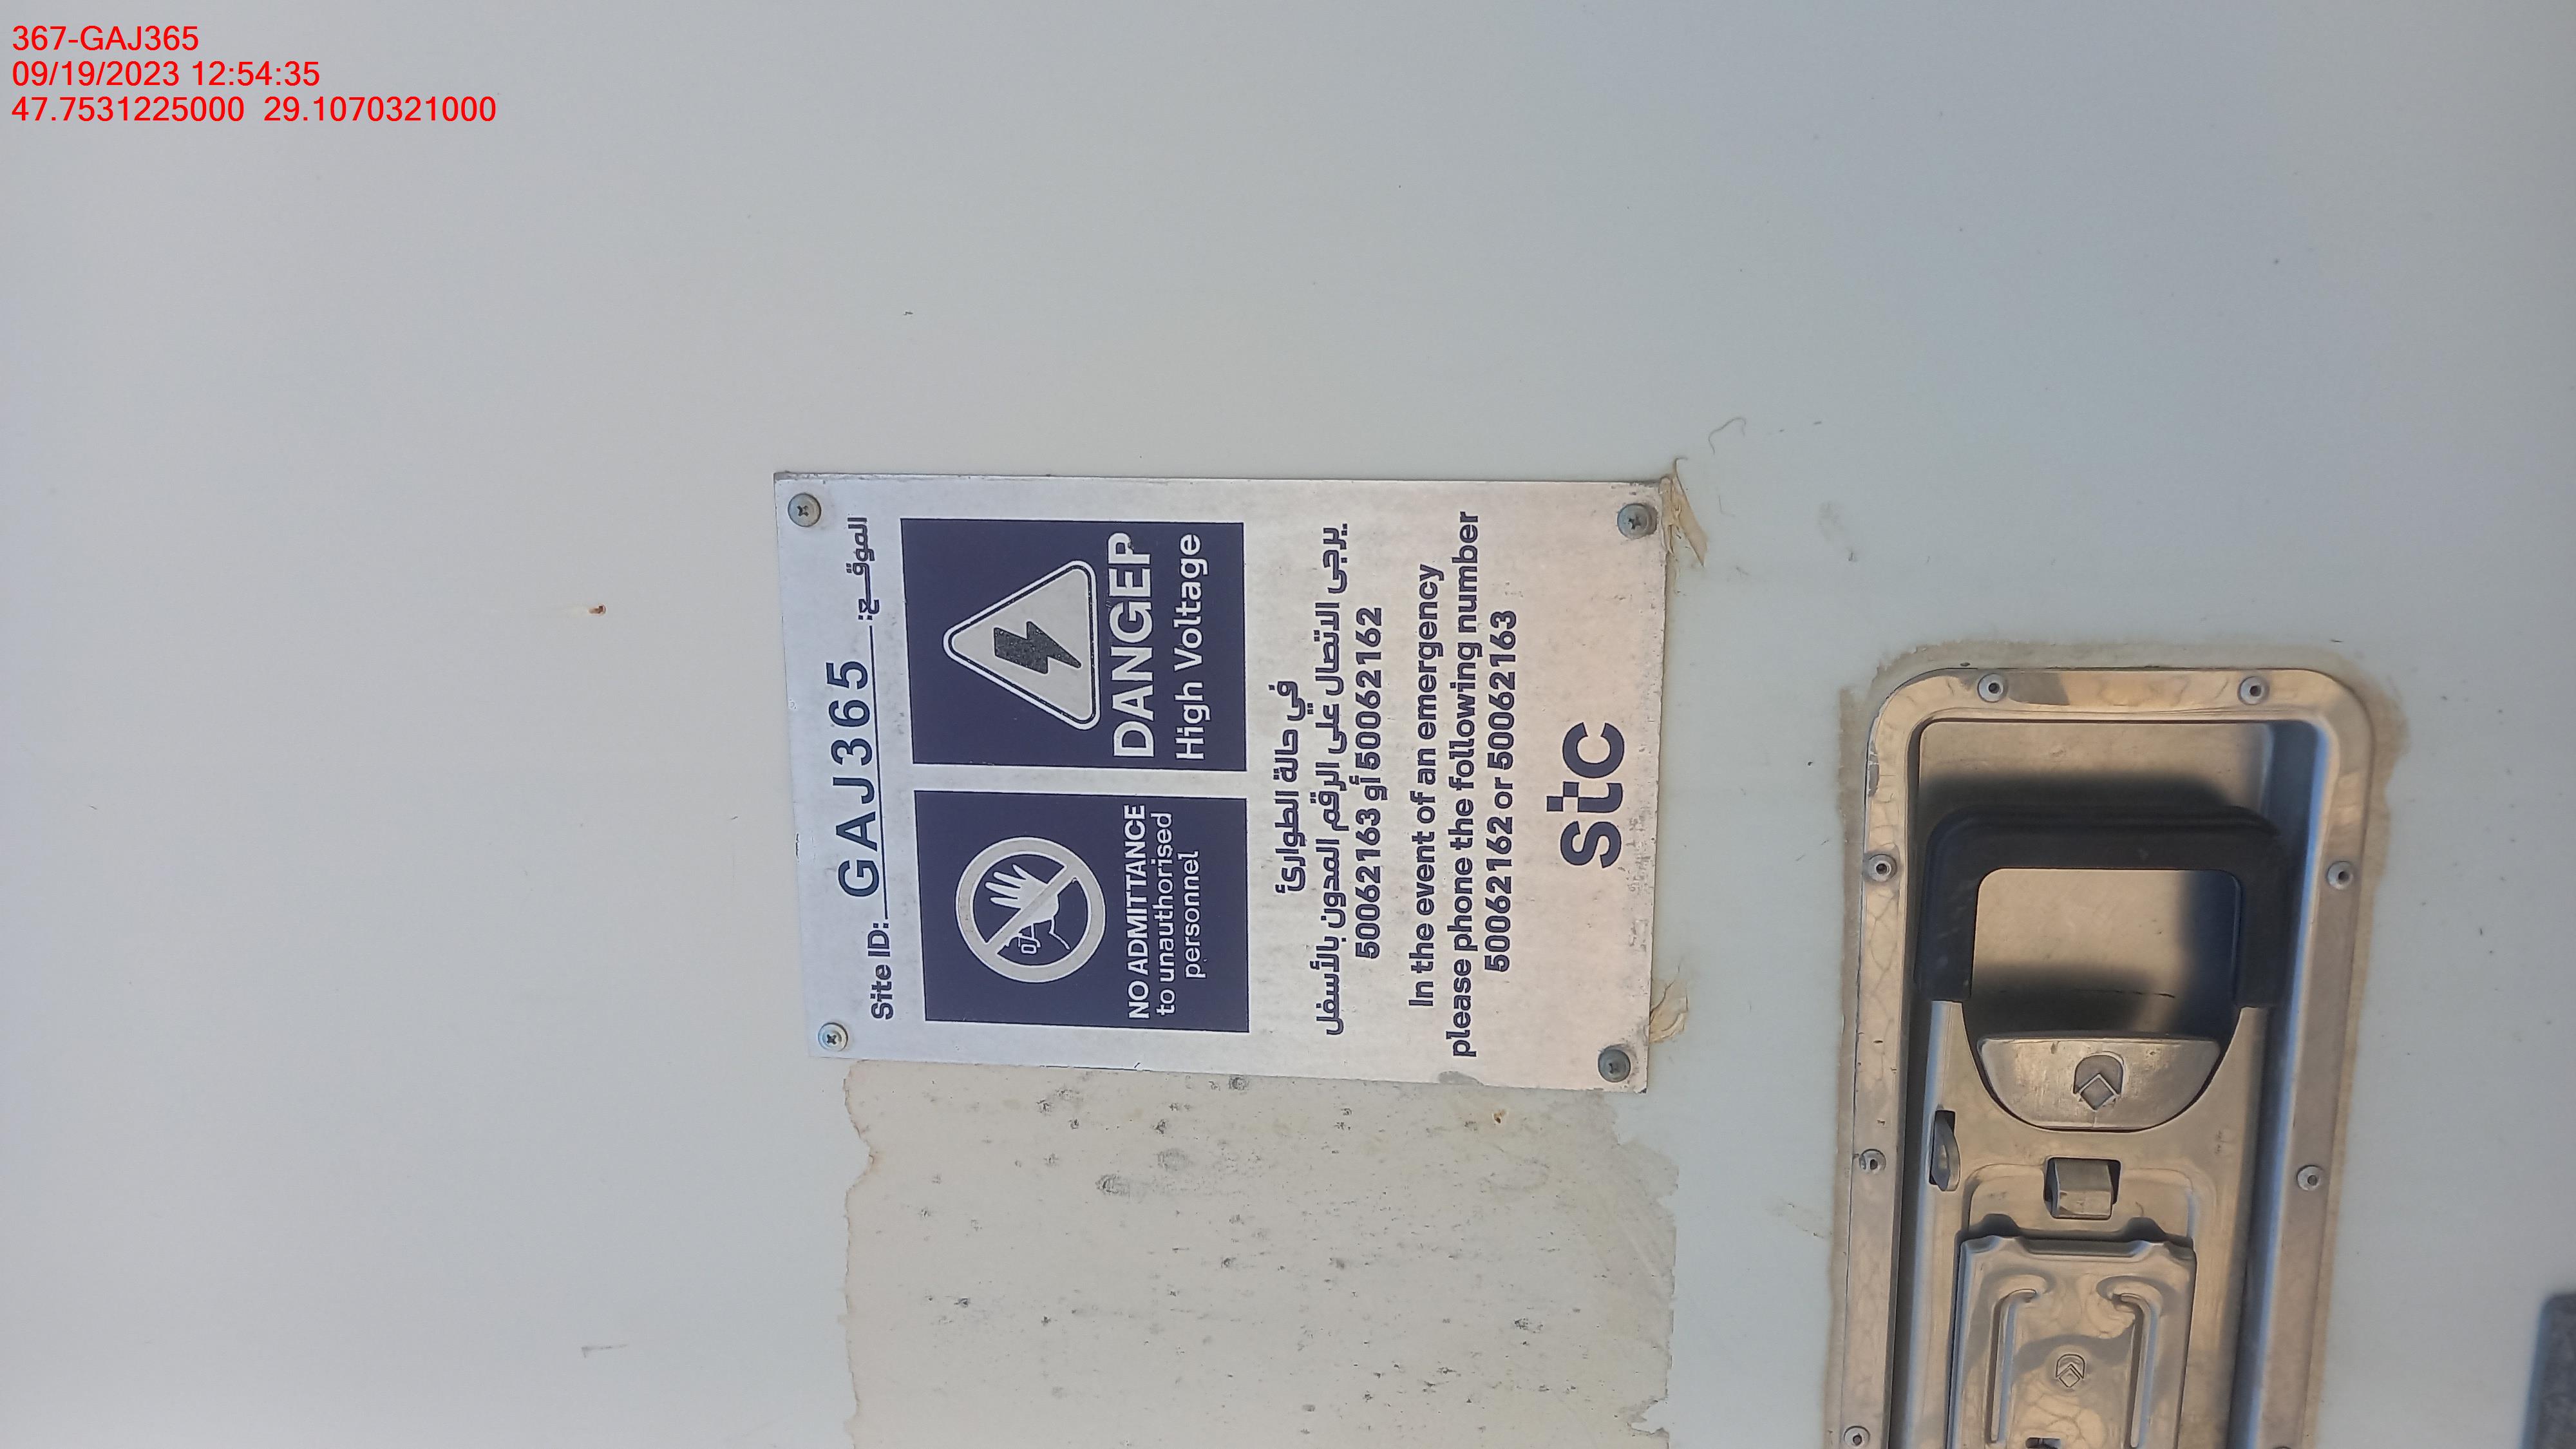 367-GAJ365
09/19/2023 12:54:35
47.7531225000 29.1070321000
Site ID: GAJ365 الموقـــع:
NO ADMITTANCE
to unauthorised
personnel
DANGEP
High Voltage
في حالة الطوارئ
يرجى الاتصال على الرقم المدون بالأسفل
50062163 أو 50062162
In the event of an emergency
please phone the following number
50062162 or 50062163
stc